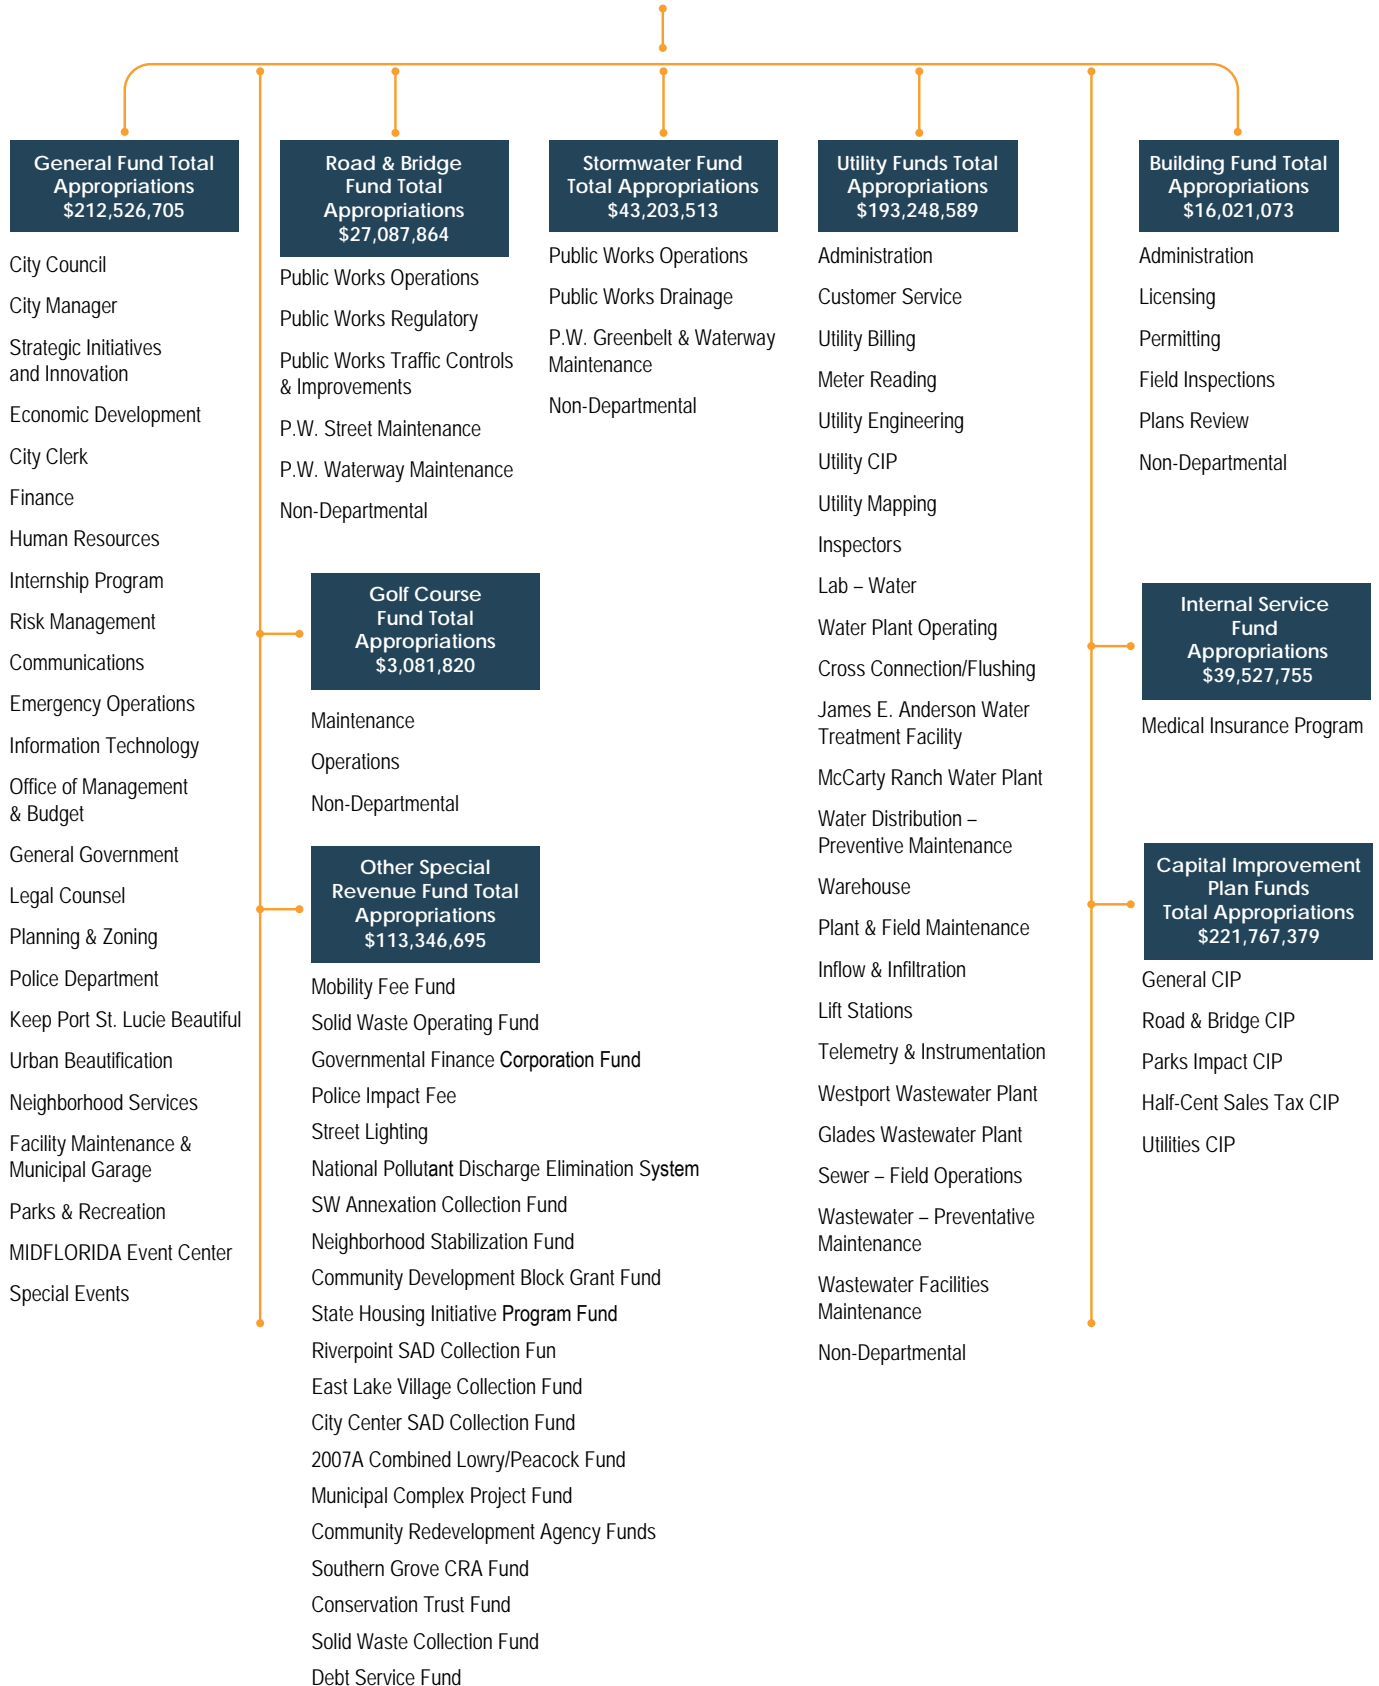 General Fund Total
Appropriations
$212,526,705
City Council
City Manager
Strategic Initiatives
and Innovation
Economic Development
City Clerk
Finance
Human Resources
Internship Program
Risk Management
Communications
Emergency Operations
Information Technology
Office of Management
& Budget
General Government
Legal Counsel
Planning & Zoning
Police Department
Keep Port St. Lucie Beautiful
Urban Beautification
Neighborhood Services
Facility Maintenance &
Municipal Garage
Parks & Recreation
MIDFLORIDA Event Center
Special Events
Road & Bridge
Fund Total
Appropriations
$27,087,864
Public Works Operations
Public Works Regulatory
Public Works Traffic Controls
& Improvements
P.W. Street Maintenance
P.W. Waterway Maintenance
Non-Departmental
Golf Course
Fund Total
Appropriations
$3,081,820
Maintenance
Operations
Non-Departmental
Other Special
Revenue Fund Total
Appropriations
$113,346,695
Mobility Fee Fund
Solid Waste Operating Fund
Governmental Finance Corporation Fund
Police Impact Fee
Street Lighting
National Pollutant Discharge Elimination System
SW Annexation Collection Fund
Neighborhood Stabilization Fund
Community Development Block Grant Fund
State Housing Initiative Program Fund
Riverpoint SAD Collection Fun
East Lake Village Collection Fund
City Center SAD Collection Fund
2007A Combined Lowry/Peacock Fund
Municipal Complex Project Fund
Community Redevelopment Agency Funds
Southern Grove CRA Fund
Conservation Trust Fund
Solid Waste Collection Fund
Debt Service Fund
Stormwater Fund
Total Appropriations
$43,203,513
Public Works Operations
Public Works Drainage
P.W. Greenbelt & Waterway
Maintenance
Non-Departmental
Utility Funds Total
Appropriations
$193,248,589
Administration
Customer Service
Utility Billing
Meter Reading
Utility Engineering
Utility CIP
Utility Mapping
Inspectors
Lab – Water
Water Plant Operating
Cross Connection/Flushing
James E. Anderson Water
Treatment Facility
McCarty Ranch Water Plant
Water Distribution –
Preventive Maintenance
Warehouse
Plant & Field Maintenance
Inflow & Infiltration
Lift Stations
Telemetry & Instrumentation
Westport Wastewater Plant
Glades Wastewater Plant
Sewer – Field Operations
Wastewater – Preventative
Maintenance
Wastewater Facilities
Maintenance
Non-Departmental
Building Fund Total
Appropriations
$16,021,073
Administration
Licensing
Permitting
Field Inspections
Plans Review
Non-Departmental
Internal Service
Fund
Appropriations
$39,527,755
Medical Insurance Program
Capital Improvement
Plan Funds
Total Appropriations
$221,767,379
General CIP
Road & Bridge CIP
Parks Impact CIP
Half-Cent Sales Tax CIP
Utilities CIP